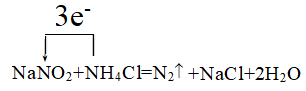 3e⁻
NaNO₂+NH₄Cl=N₂↑ +NaCl+2H₂O